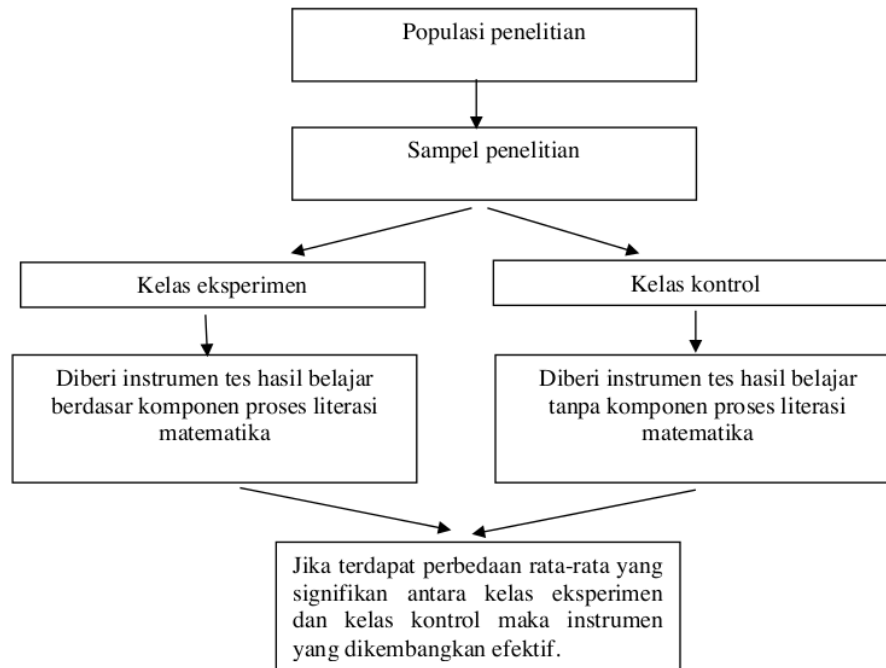 Populasi penelitian
Sampel penelitian
Kelas eksperimen
Kelas kontrol
Diberi instrumen tes hasil belajar
berdasar komponen proses literasi
matematika
Diberi instrumen tes hasil belajar
tanpa komponen proses literasi
matematika
Jika terdapat perbedaan rata-rata yang
signifikan antara kelas eksperimen
dan kelas kontrol maka instrumen
yang dikembangkan efektif.